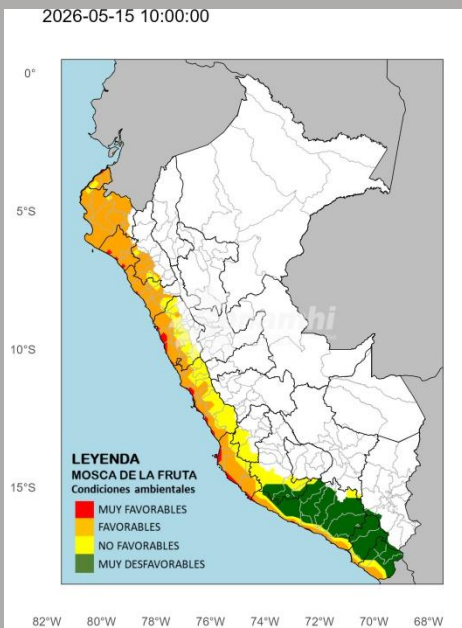 2026-05-15 10:00:00
0°
5°S
10°S
15°S
LEYENDA
MOSCA DE LA FRUTA
Condiciones ambientales
MUY FAVORABLES
FAVORABLES
NO FAVORABLES
MUY DESFAVORABLES
82°W 80°W 78°W 76°W 74°W 72°W 70°W 68°W